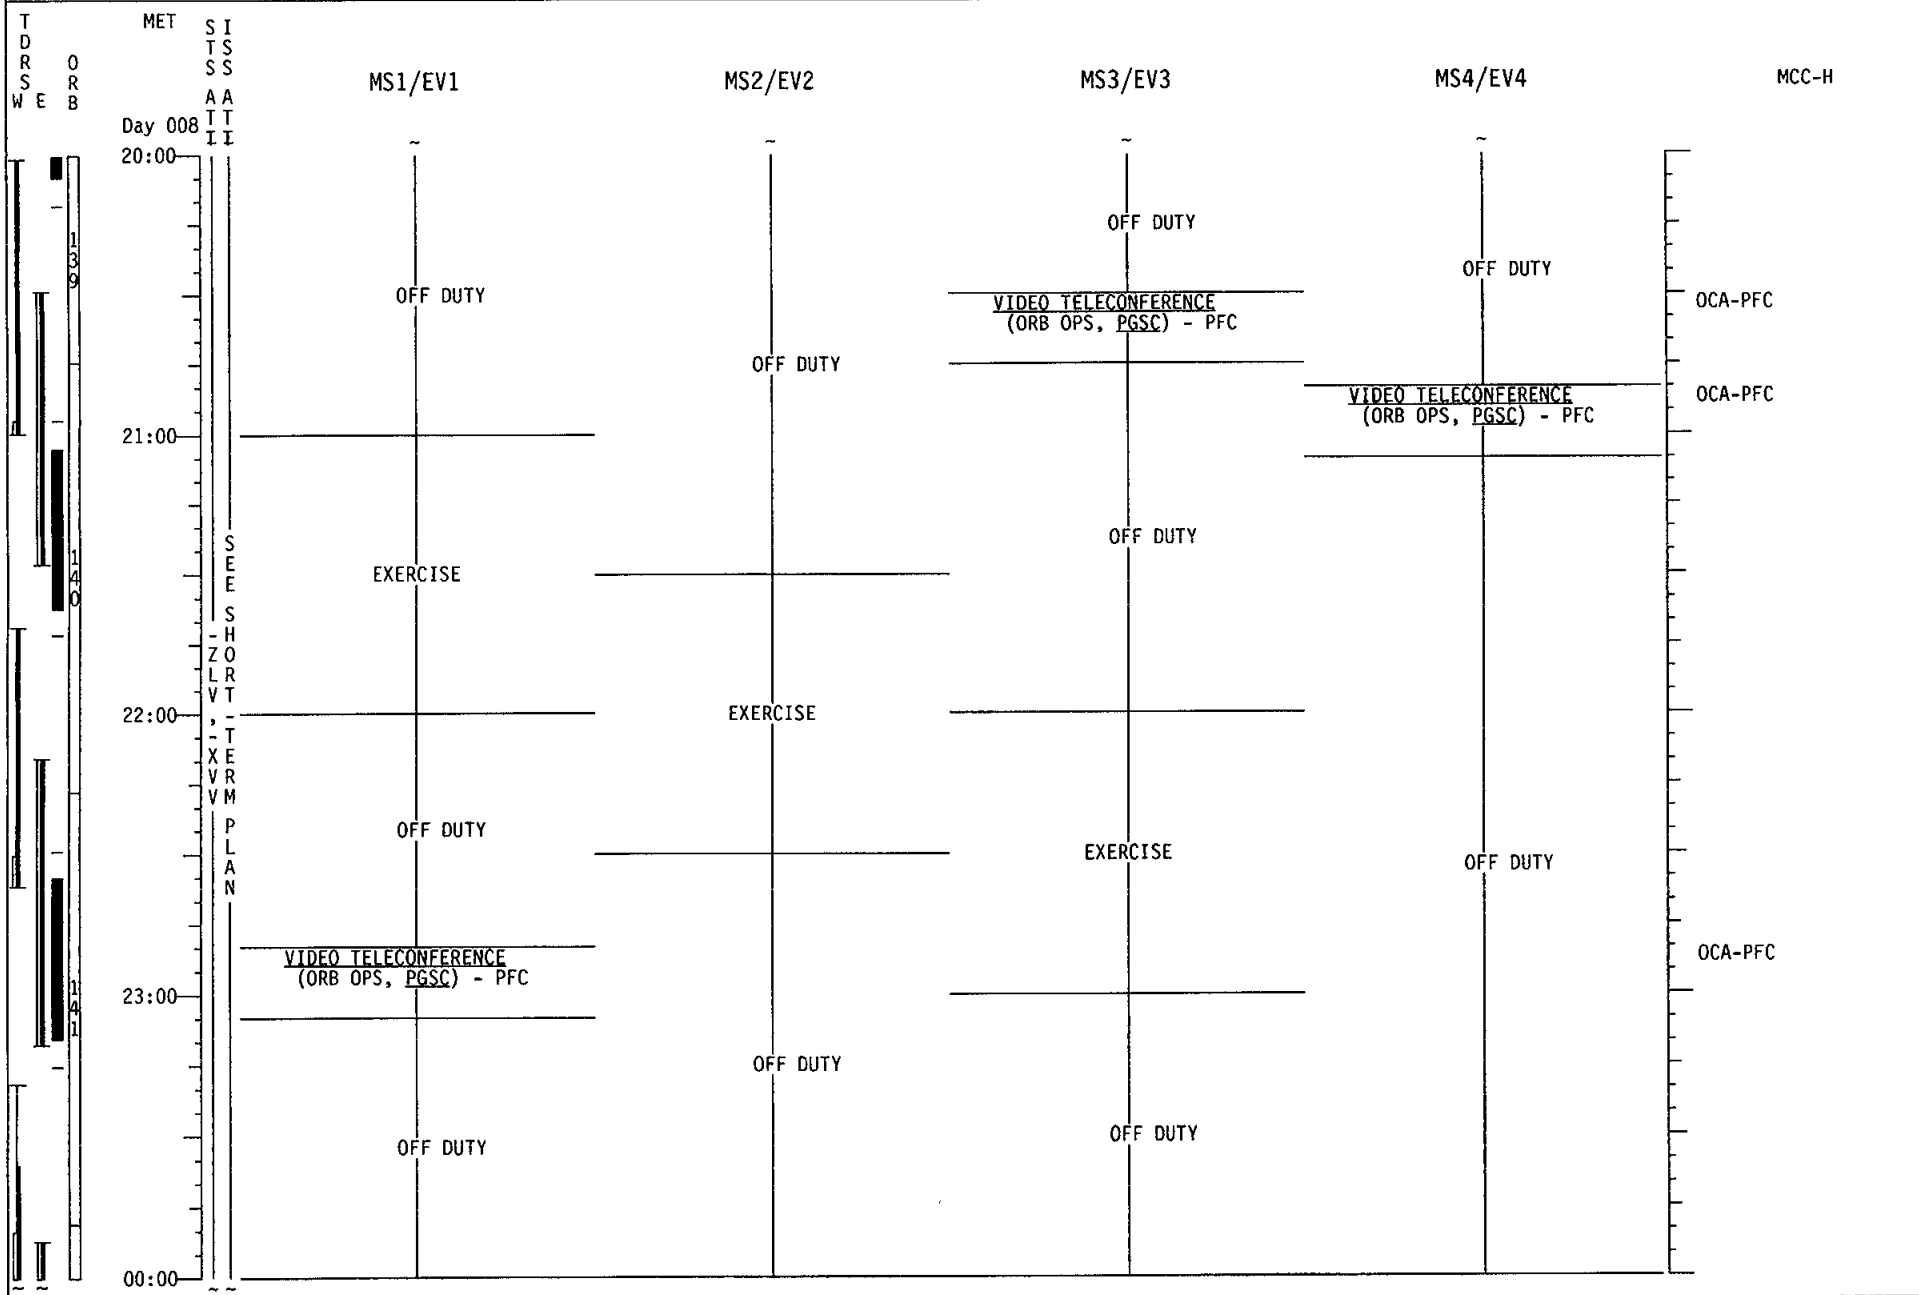 TDRS
W E
ORB
MET
STS ATT
ISS ATT
MS1/EV1
MS2/EV2
MS3/EV3
MS4/EV4
MCC-H
Day 008
~ ~ ~ ~
20:00
OFF DUTY
OFF DUTY
139
OFF DUTY
OFF DUTY
VIDEO TELECONFERENCE
(ORB OPS, PGSC) - PFC
OCA-PFC
OFF DUTY
VIDEO TELECONFERENCE
(ORB OPS, PGSC) - PFC
OCA-PFC
21:00
OFF DUTY
140
EXERCISE
-ZLV,-XVV
SEE SHORT-TERM PLAN
22:00
EXERCISE
OFF DUTY
EXERCISE
OFF DUTY
VIDEO TELECONFERENCE
(ORB OPS, PGSC) - PFC
OCA-PFC
23:00
141
OFF DUTY
OFF DUTY
OFF DUTY
00:00
~ ~ ~ ~